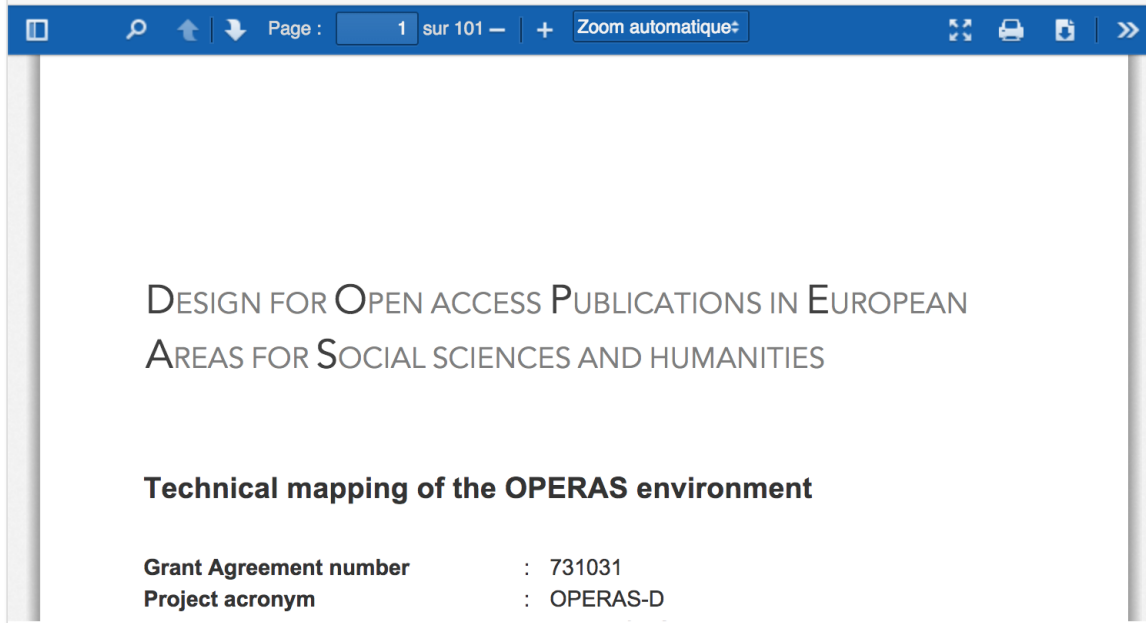 Page : 1 sur 101 Zoom automatique
DESIGN FOR OPEN ACCESS PUBLICATIONS IN EUROPEAN
AREAS FOR SOCIAL SCIENCES AND HUMANITIES
Technical mapping of the OPERAS environment
Grant Agreement number : 731031
Project acronym : OPERAS-D